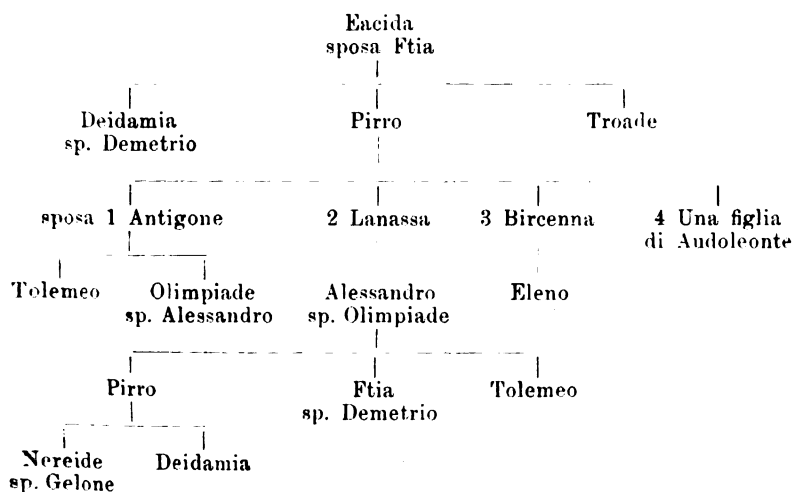 Eacida
sposa Ftia
Deidamia Pirro Troade
sp. Demetrio
sposa 1 Antigone 2 Lanassa 3 Bircenna 4 Una figlia
di Audoleonte
Tolemeo Olimpiade Alessandro Eleno
sp. Alessandro sp. Olimpiade
Pirro Ftia Tolemeo
sp. Demetrio
Nereide Deidamia
sp. Gelone